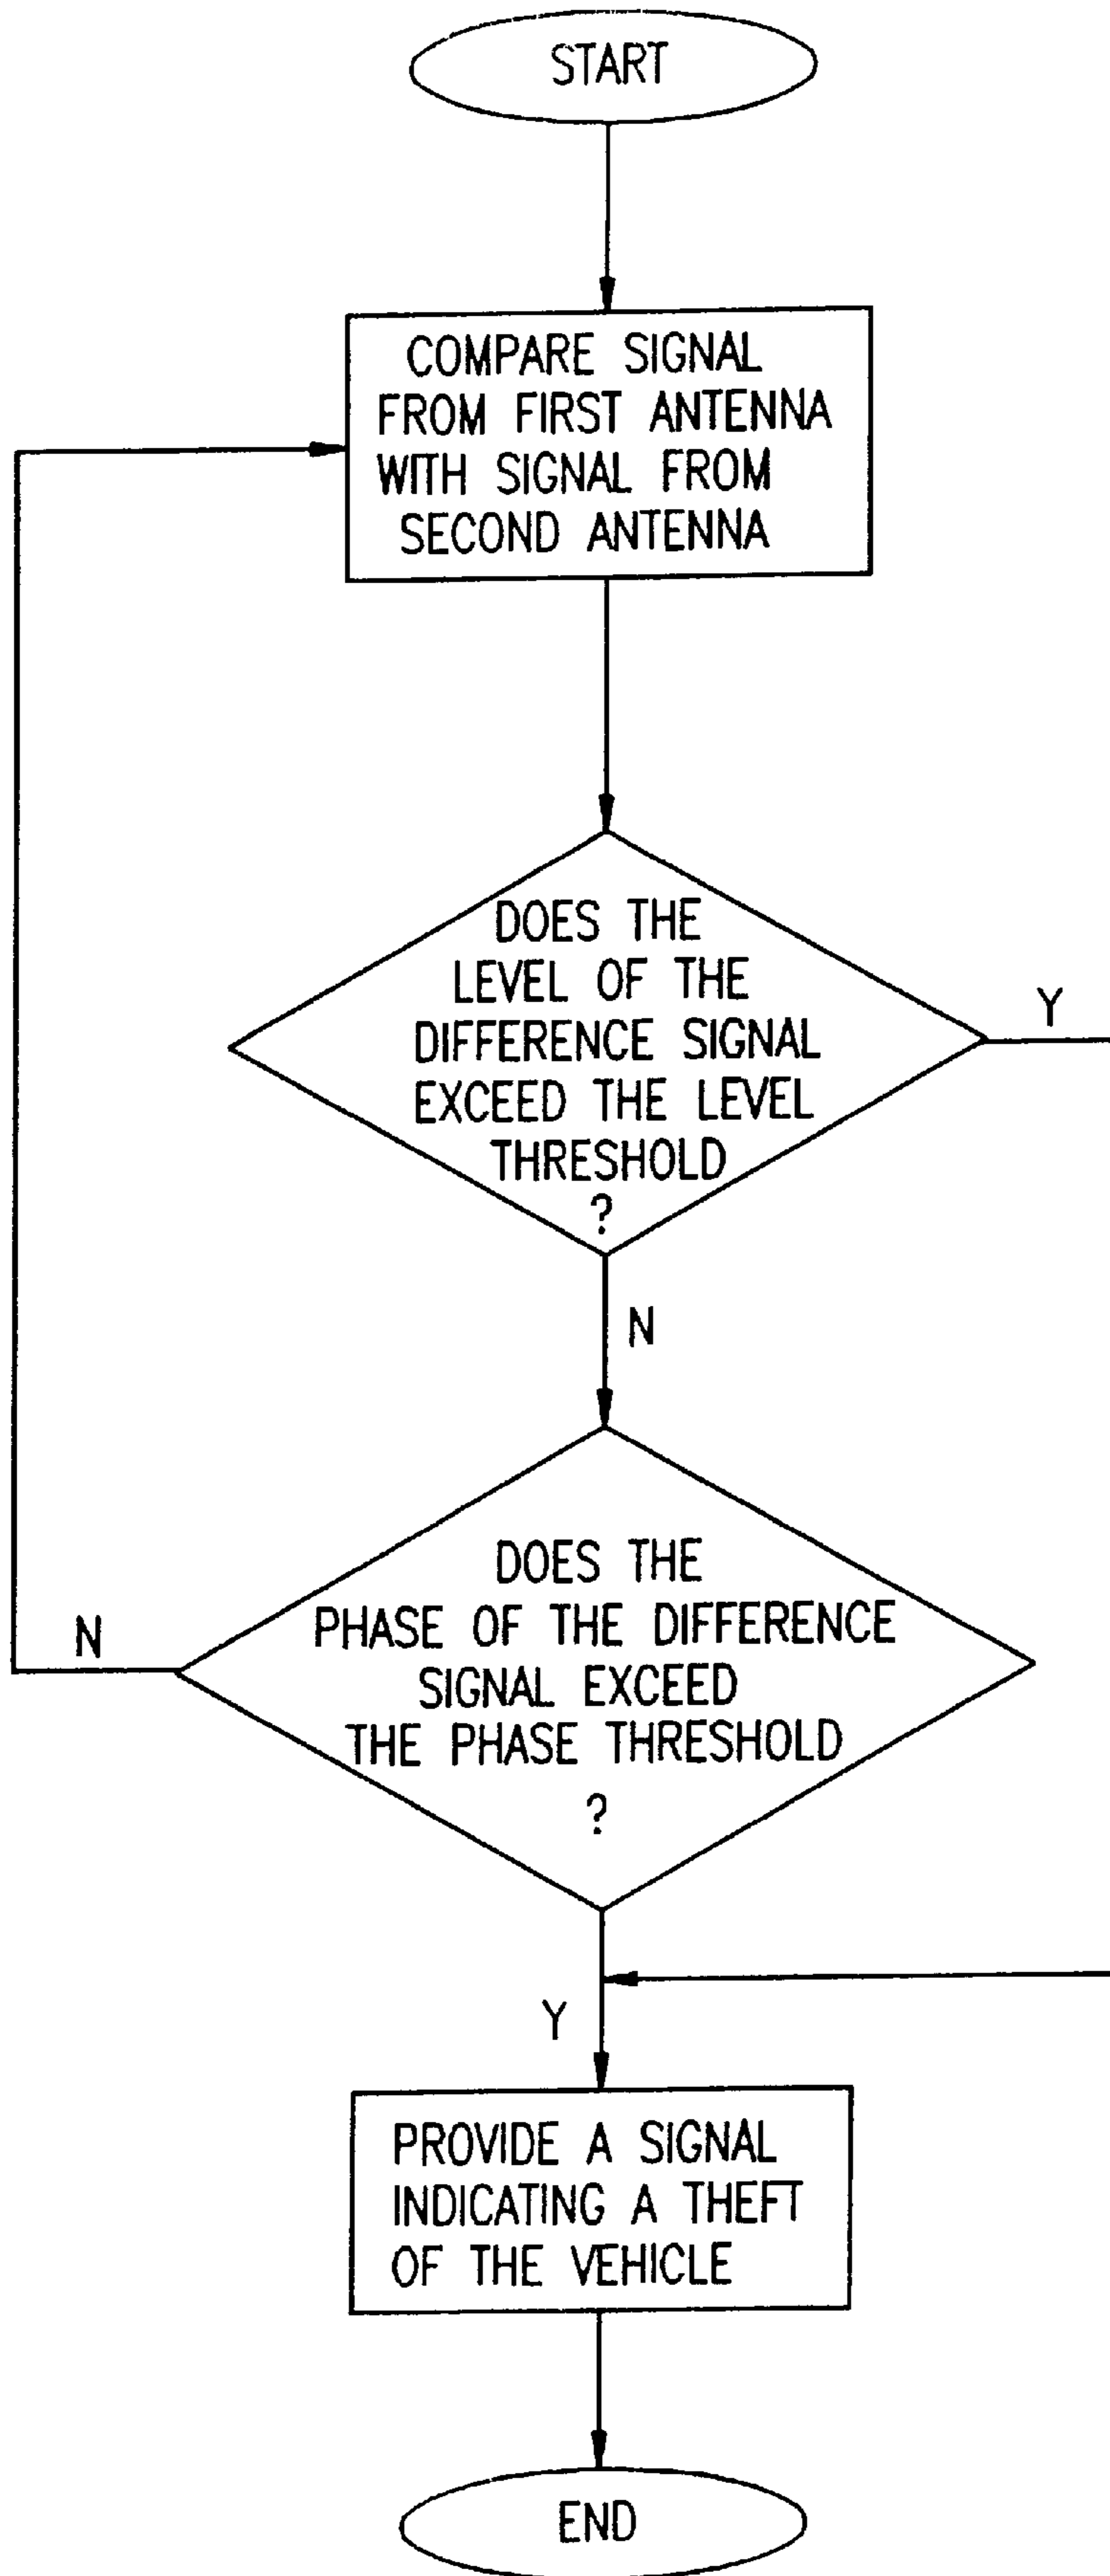 START
COMPARE SIGNAL
FROM FIRST ANTENNA
WITH SIGNAL FROM
SECOND ANTENNA
DOES THE
LEVEL OF THE
DIFFERENCE SIGNAL
EXCEED THE LEVEL
THRESHOLD
?
Y
N
DOES THE
PHASE OF THE DIFFERENCE
SIGNAL EXCEED
THE PHASE THRESHOLD
?
N
Y
PROVIDE A SIGNAL
INDICATING A THEFT
OF THE VEHICLE
END